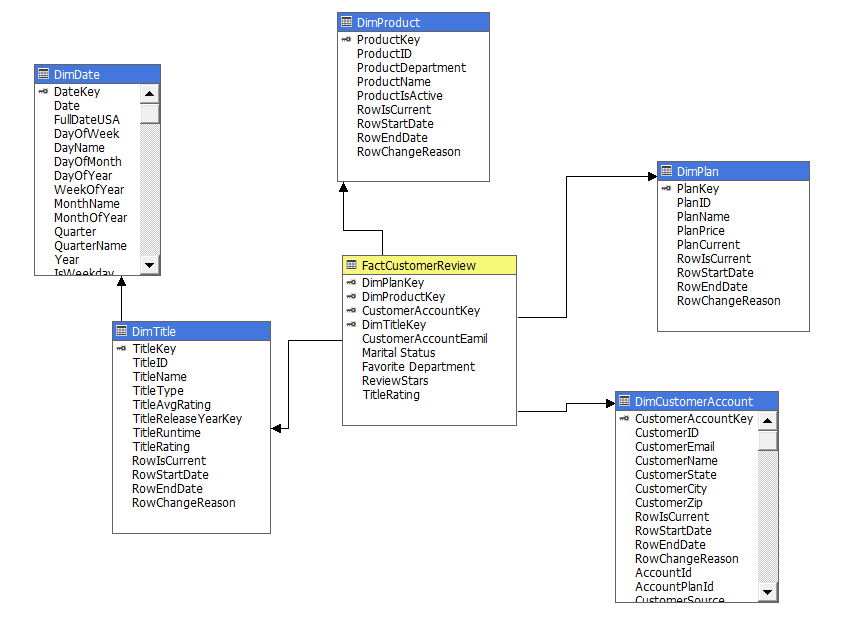 DimProduct
ProductKey
ProductID
ProductDepartment
ProductName
ProductIsActive
RowIsCurrent
RowStartDate
RowEndDate
RowChangeReason
DimDate
DateKey
Date
FullDateUSA
DayOfWeek
DayName
DayOfMonth
DayOfYear
WeekOfYear
MonthName
MonthOfYear
Quarter
QuarterName
Year
IsWeekday
DimPlan
PlanKey
PlanID
PlanName
PlanPrice
PlanCurrent
RowIsCurrent
RowStartDate
RowEndDate
RowChangeReason
FactCustomerReview
DimPlanKey
DimProductKey
CustomerAccountKey
DimTitleKey
CustomerAccountEamil
Marital Status
Favorite Department
ReviewStars
TitleRating
DimTitle
TitleKey
TitleID
TitleName
TitleType
TitleAvgRating
TitleReleaseYearKey
TitleRuntime
TitleRating
RowIsCurrent
RowStartDate
RowEndDate
RowChangeReason
DimCustomerAccount
CustomerAccountKey
CustomerID
CustomerEmail
CustomerName
CustomerState
CustomerCity
CustomerZip
RowIsCurrent
RowStartDate
RowEndDate
RowChangeReason
AccountId
AccountPlanId
CustomerSource